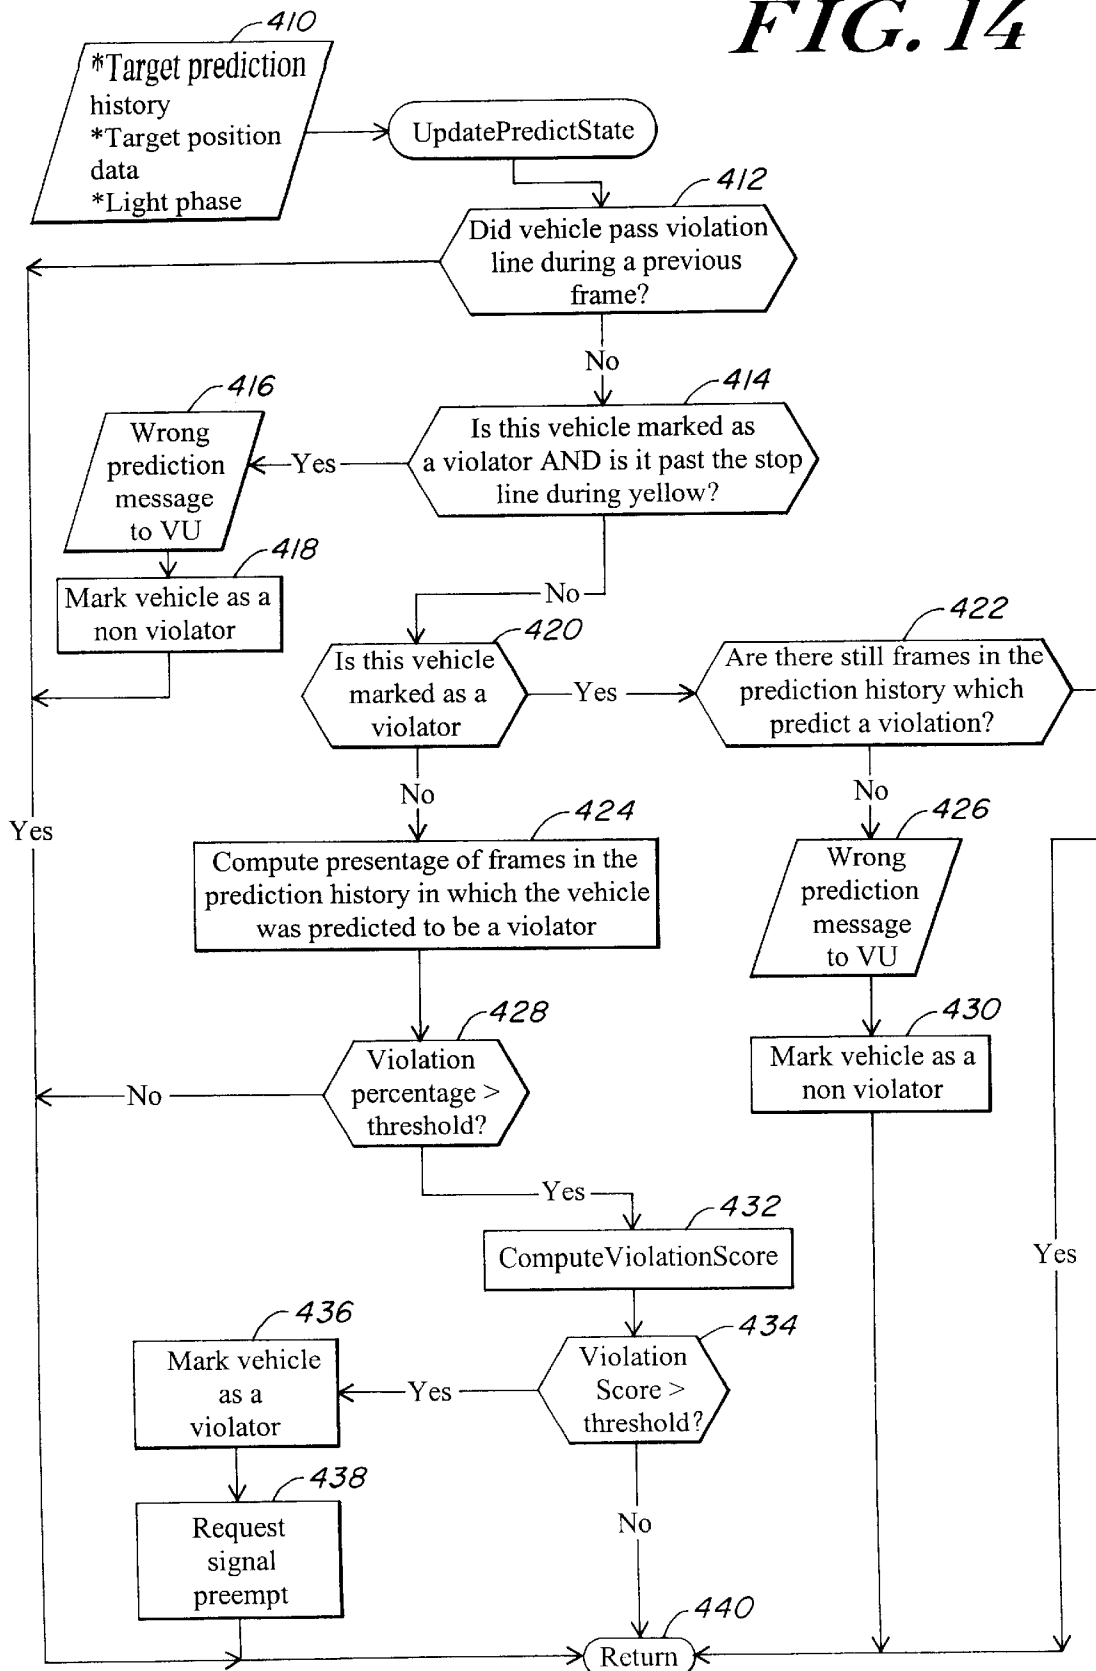 FIG. 14
410
*Target prediction
history
*Target position
data
*Light phase
UpdatePredictState
412
Did vehicle pass violation
line during a previous
frame?
No
414
Is this vehicle marked as
a violator AND is it past the stop
line during yellow?
Yes
416
Wrong
prediction
message
to VU
418
Mark vehicle as a
non violator
No
420
Is this vehicle
marked as a
violator
Yes
422
Are there still frames in the
prediction history which
predict a violation?
No
No
Yes
424
Compute presentage of frames in the
prediction history in which the vehicle
was predicted to be a violator
426
Wrong
prediction
message
to VU
428
Violation
percentage >
threshold?
No
430
Mark vehicle as a
non violator
Yes
432
ComputeViolationScore
Yes
434
Violation
Score >
threshold?
Yes
436
Mark vehicle
as a
violator
438
Request
signal
preempt
No
440
Return